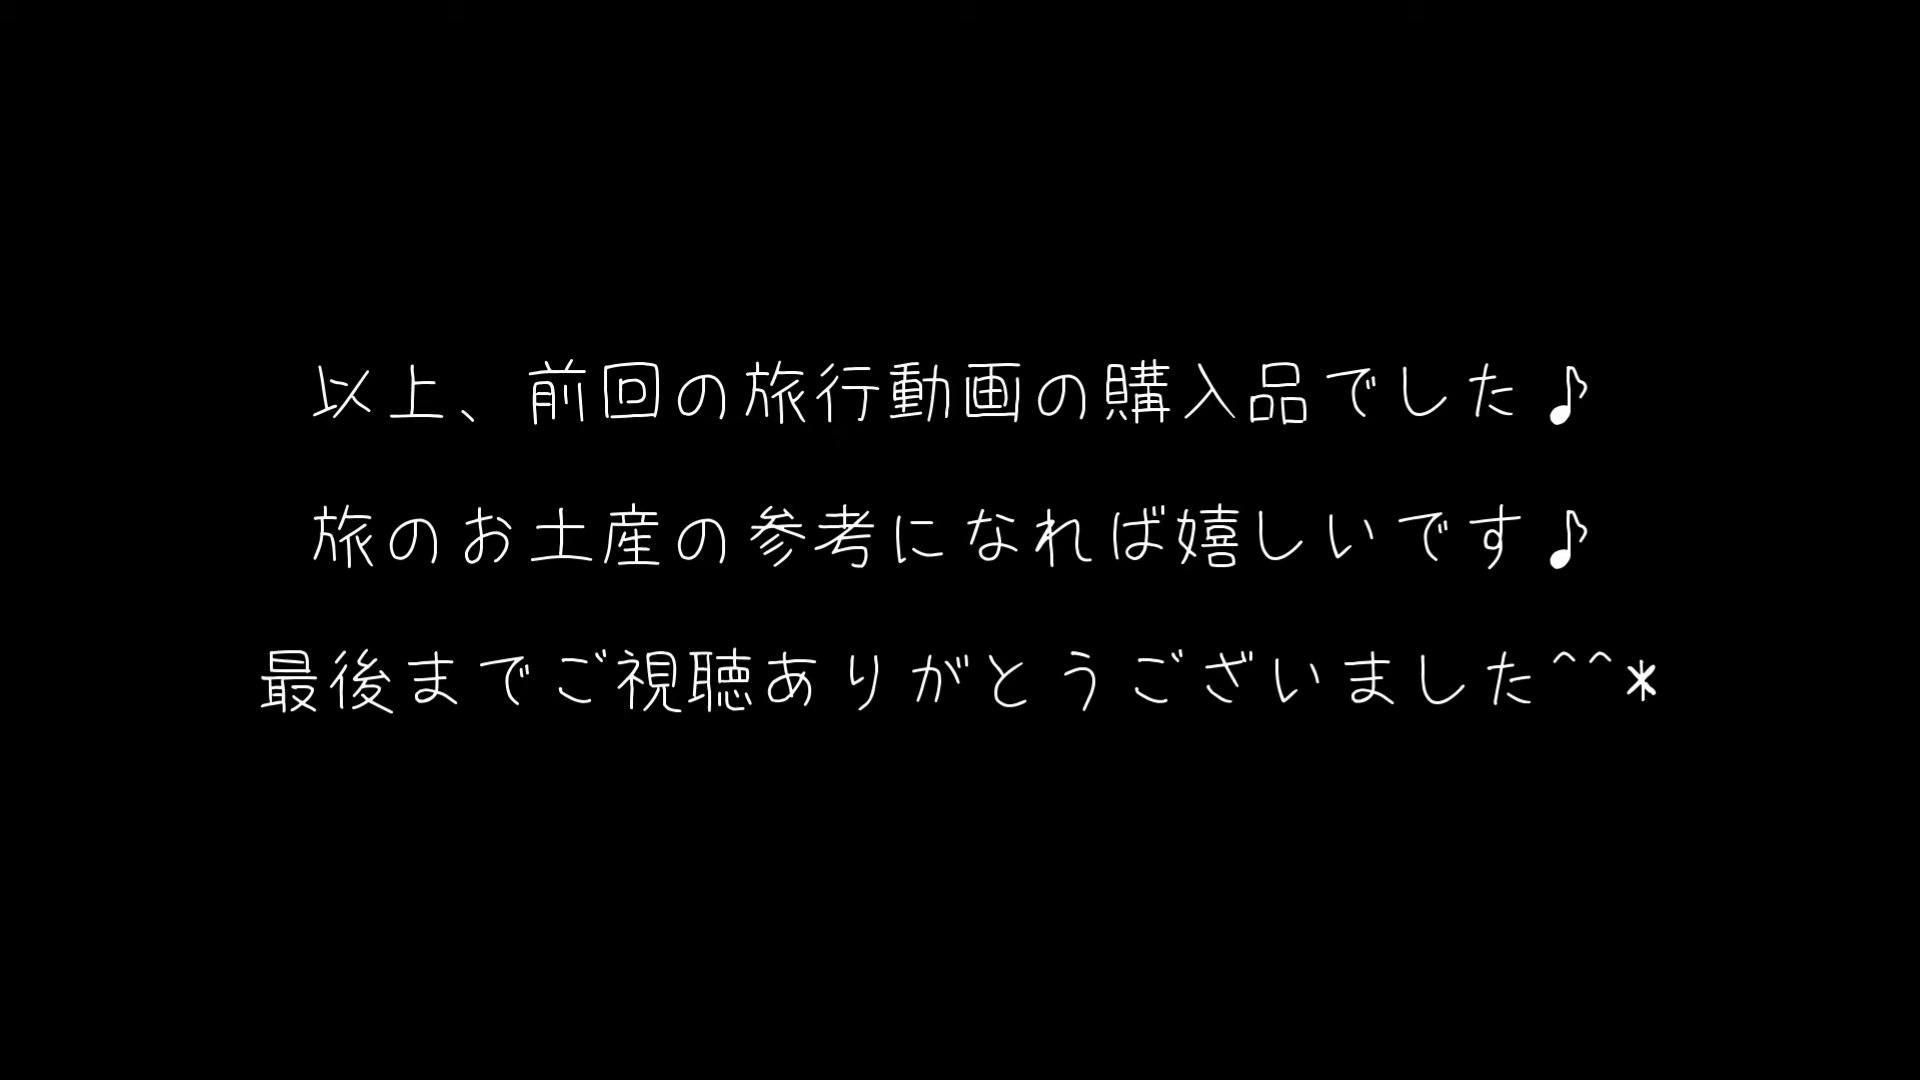 以上、前回の旅行動画の購入品でした♪
旅のお土産の参考になれば嬉しいです♪
最後までご視聴ありがとうございました^^*